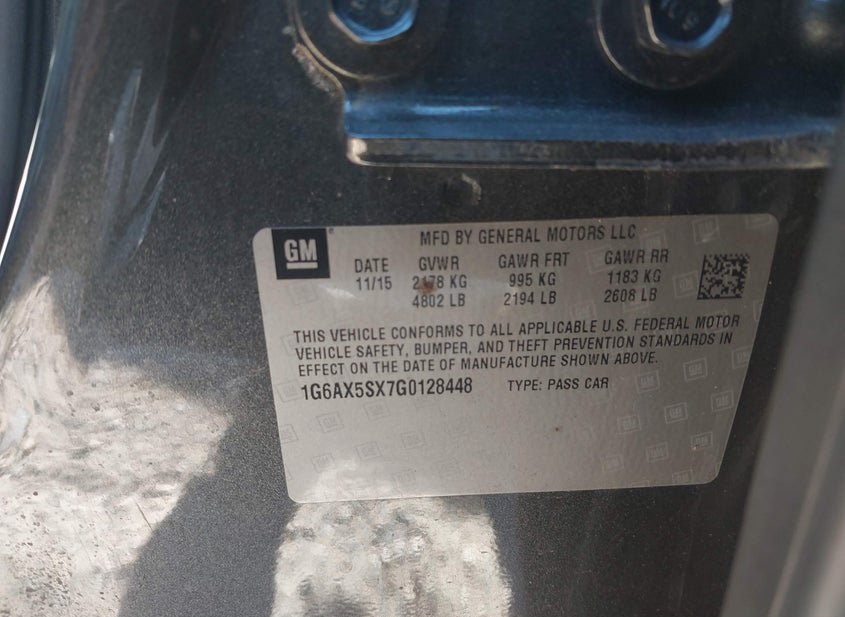 GM
MFD BY GENERAL MOTORS LLC
DATE GVWR GAWR FRT GAWR RR
11/15 2178 KG 995 KG 1183 KG
4802 LB 2194 LB 2608 LB
THIS VEHICLE CONFORMS TO ALL APPLICABLE U.S. FEDERAL MOTOR
VEHICLE SAFETY, BUMPER, AND THEFT PREVENTION STANDARDS IN
EFFECT ON THE DATE OF MANUFACTURE SHOWN ABOVE.
1G6AX5SX7G0128448 TYPE: PASS CAR